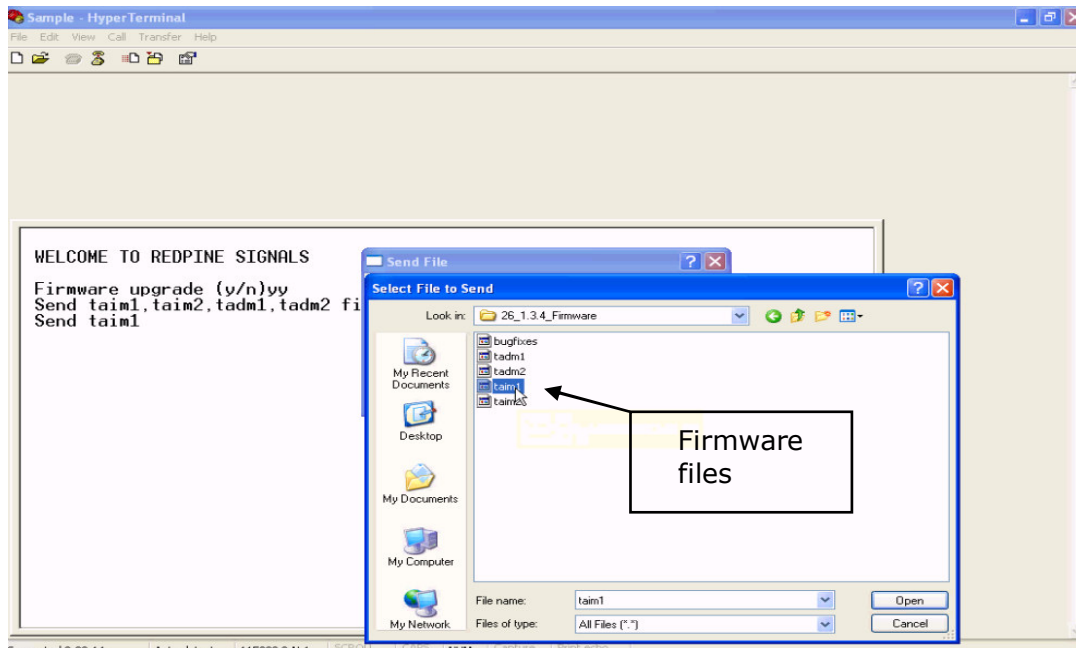 Sample - HyperTerminal
File Edit View Call Transfer Help
WELCOME TO REDPINE SIGNALS
Firmware upgrade (y/n)yy
Send taim1,taim2,tadm1,tadm2 fi
Send taim1
Send File
Select File to Send
Look in:
26_1.3.4_Firmware
bugfixes
tadm1
tadm2
taim1
My Recent
Documents
Desktop
My Documents
My Computer
My Network
Firmware
files
File name:
taim1
Open
Files of type:
All Files (*.*)
Cancel